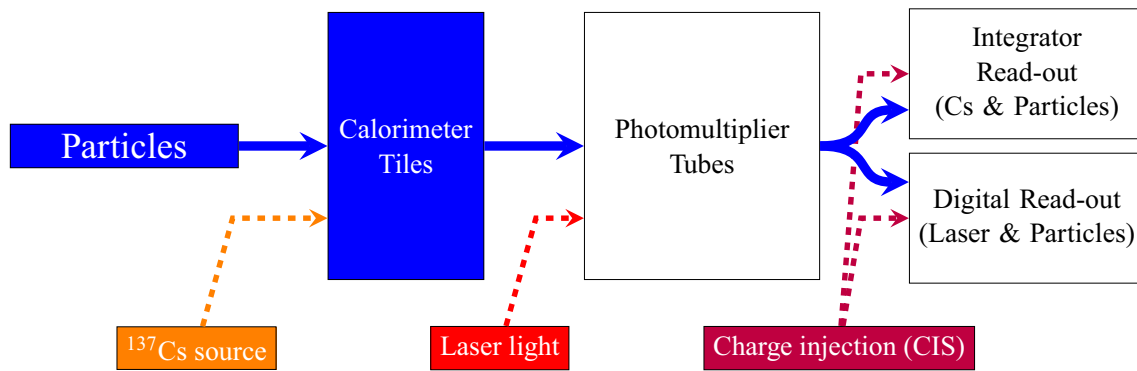 Particles
Calorimeter
Tiles
Photomultiplier
Tubes
Integrator
Read-out
(Cs & Particles)
Digital Read-out
(Laser & Particles)
¹³⁷Cs source
Laser light
Charge injection (CIS)